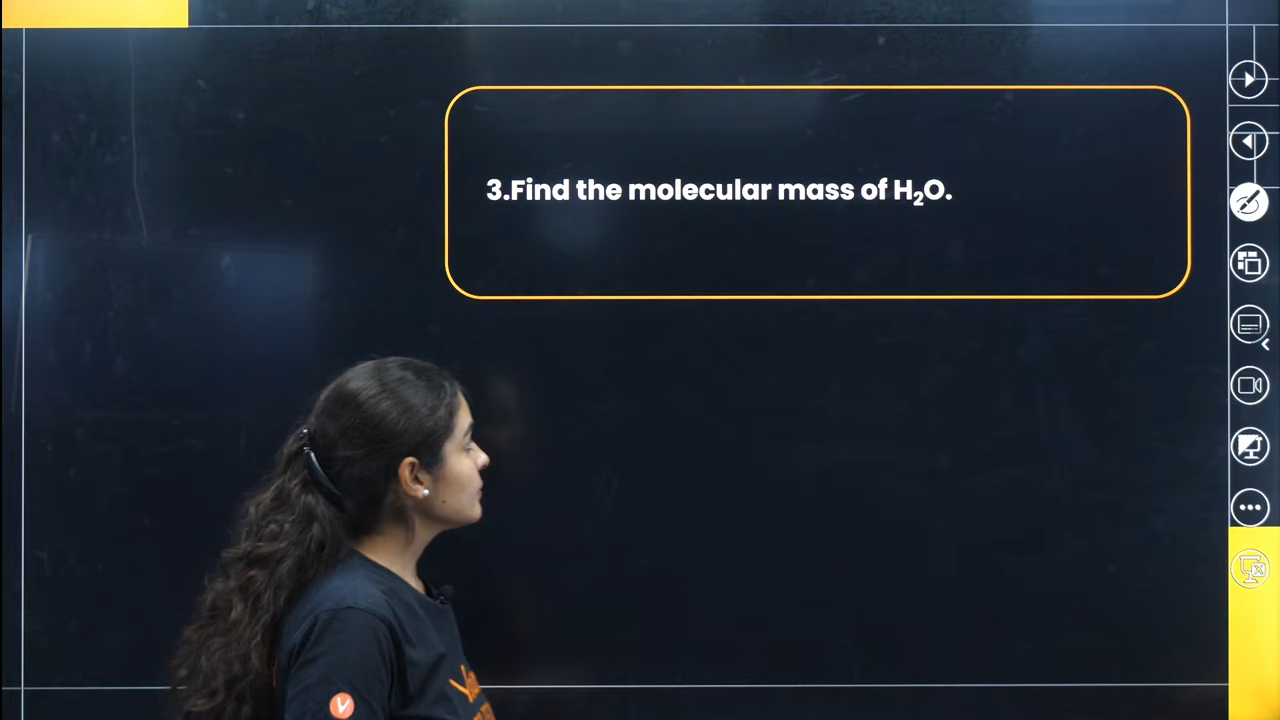 3.Find the molecular mass of H₂O.